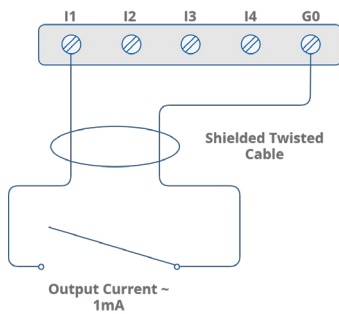 I1 I2 I3 I4 G0
Shielded Twisted
Cable
Output Current ~
1mA